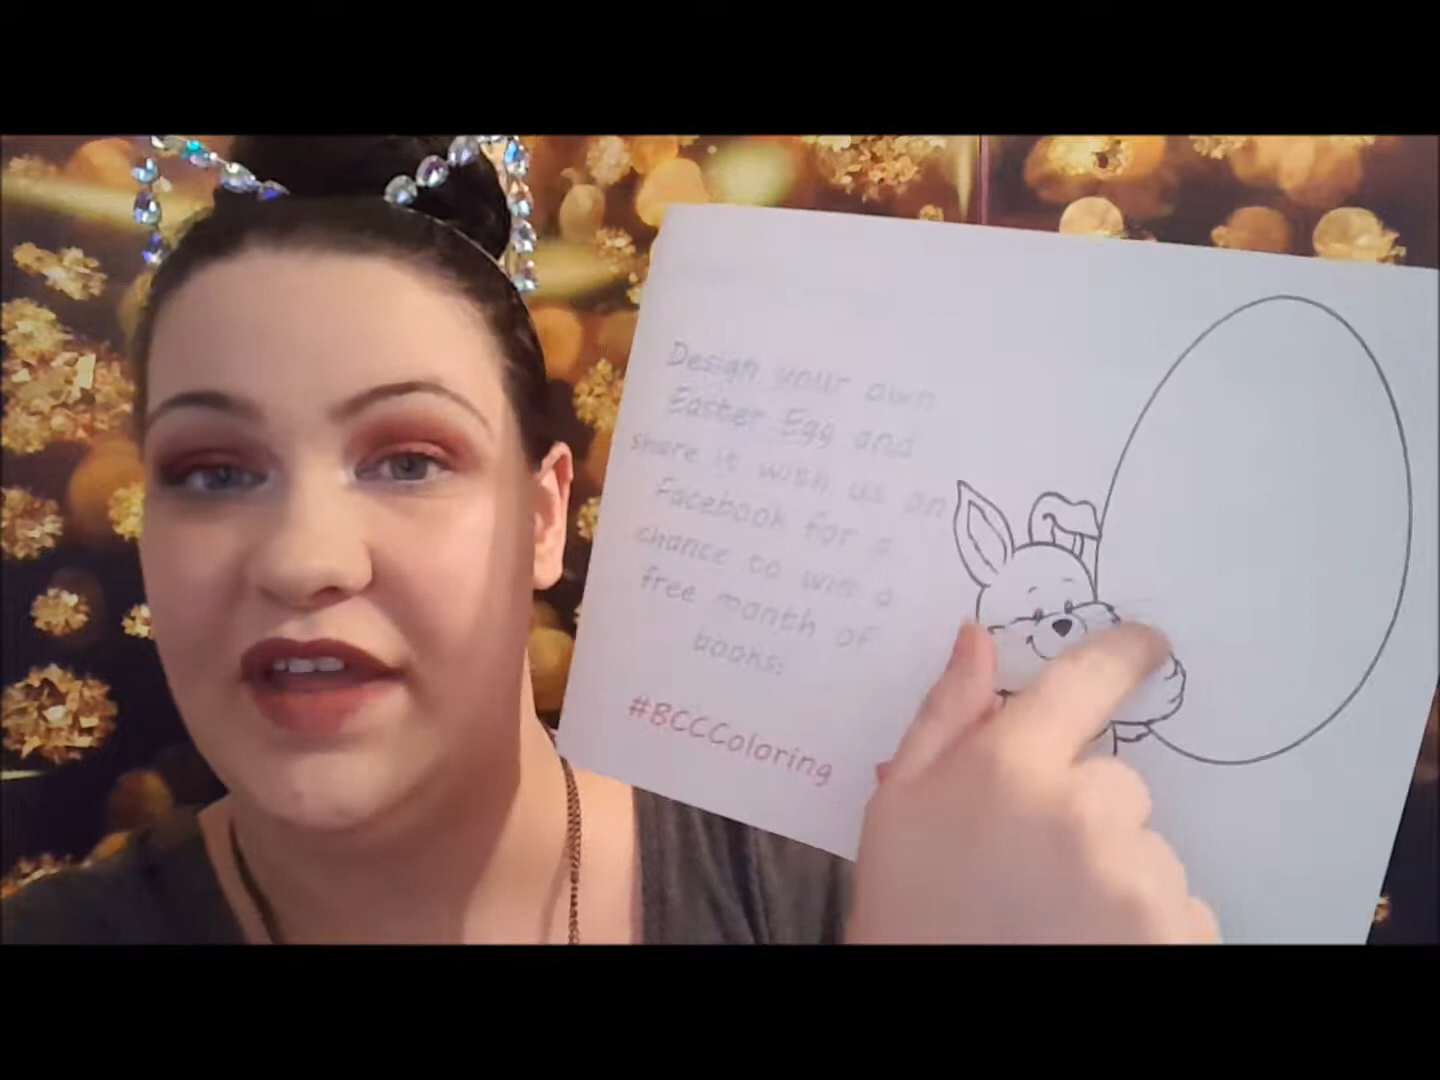 Design your own
Easter Egg and
share it with us on
Facebook for a
chance to win a
free month of
books!
#BCCColoring